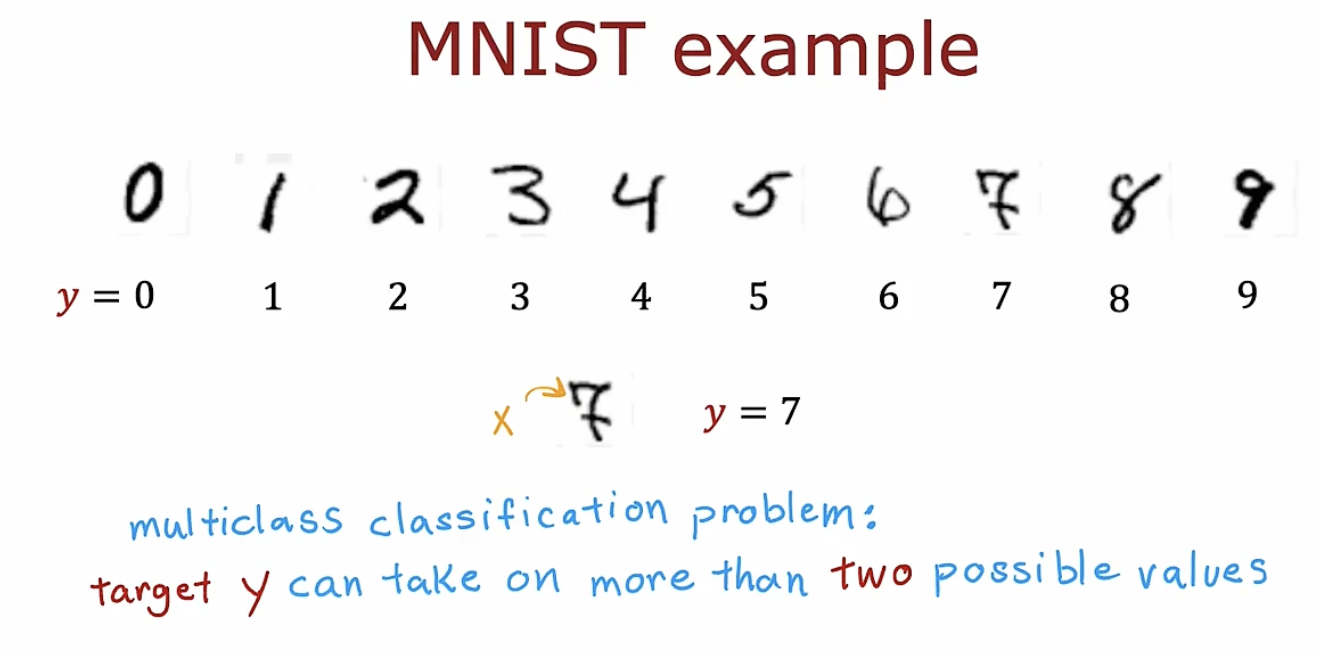 MNIST example
0 1 2 3 4 5 6 7 8 9
y = 0 1 2 3 4 5 6 7 8 9
x 7 y = 7
multiclass classification problem:
target y can take on more than two possible values